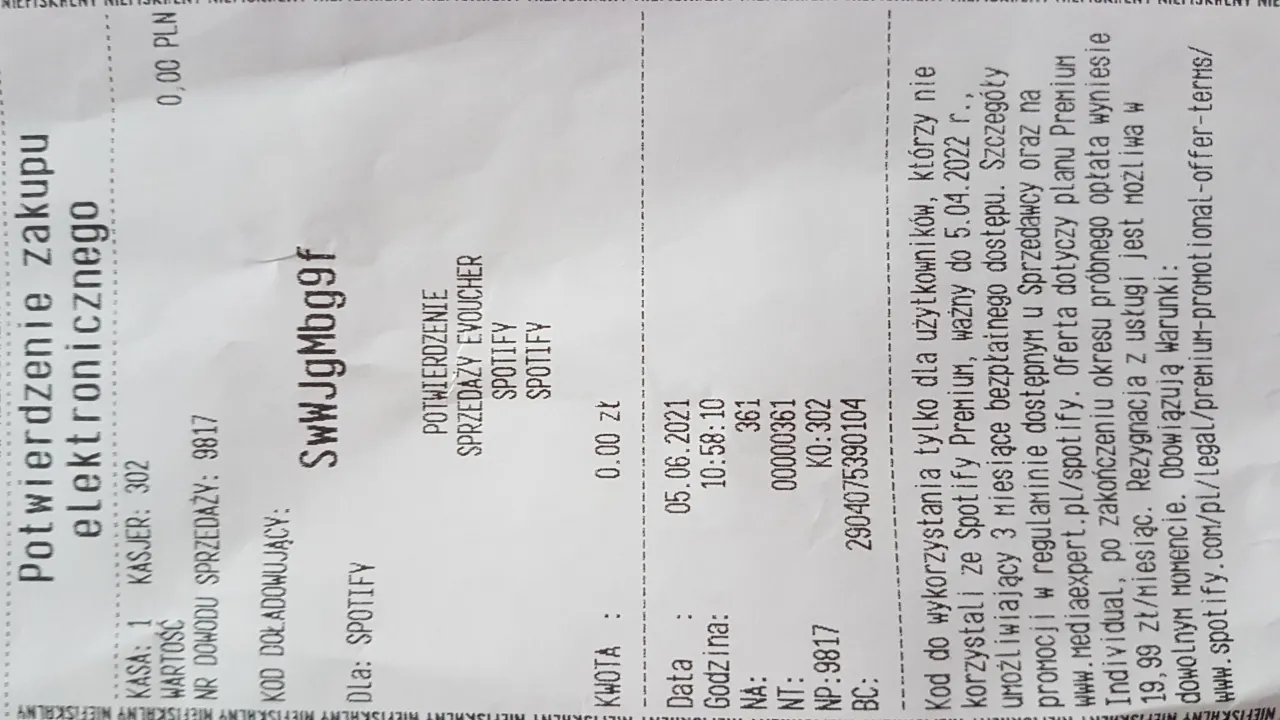 NIEFISKALNY NIEFISKALNY NIEFISKALNY NIEFISKALNY
Potwierdzenie zakupu
elektronicznego
KASA: 1 KASJER: 302
WARTOŚĆ 0,00 PLN
NR DOWODU SPRZEDAŻY: 9817
KOD DOŁADOWUJĄCY:
SwWJgMbg9f
Dla: SPOTIFY
POTWIERDZENIE
SPRZEDAŻY EVOUCHER
SPOTIFY
SPOTIFY
KWOTA : 0.00 zł
Data : 05.06.2021
Godzina: 10:58:10
NA: 361
NT: 00000361
NP:9817 KO:302
BC: 2904075390104
Kod do wykorzystania tylko dla użytkowników, którzy nie
korzystali ze Spotify Premium, ważny do 5.04.2022 r.,
umożliwiający 3 miesiące bezpłatnego dostępu. Szczegóły
promocji w regulaminie dostępnym u Sprzedawcy oraz na
www.mediaexpert.pl/spotify. Oferta dotyczy planu Premium
Individual, po zakończeniu okresu próbnego opłata wyniesie
19,99 zł/miesiąc. Rezygnacja z usługi jest możliwa w
dowolnym momencie. Obowiązują Warunki:
www.spotify.com/pl/legal/premium-promotional-offer-terms/